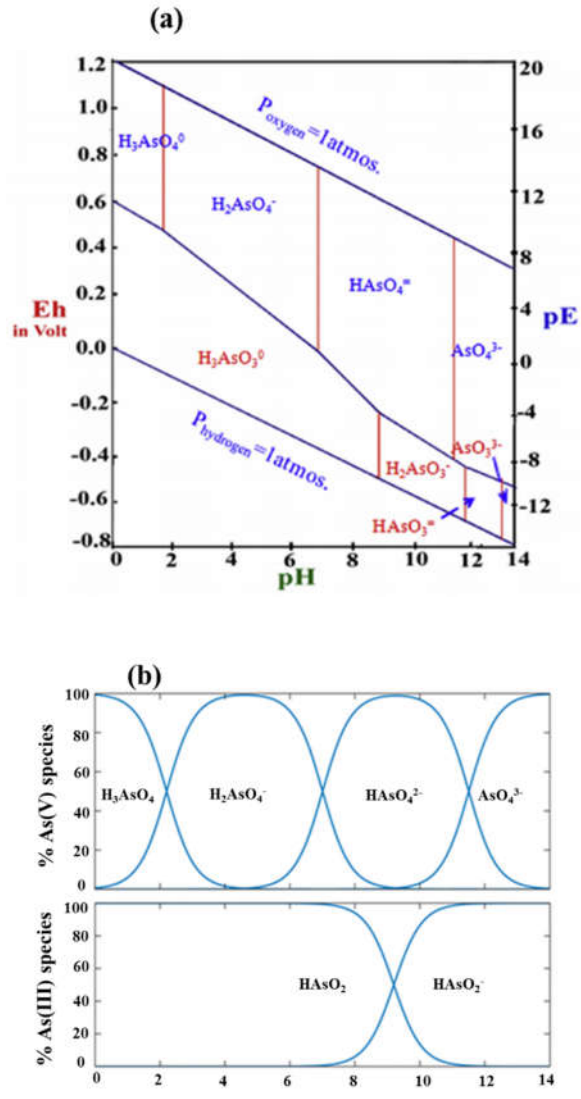 (a)
1.2
1.0
0.8
0.6
0.4
0.2
0.0
-0.2
-0.4
-0.6
-0.8
Eh
in Volt
20
16
12
8
4
0
-4
-8
-12
pE
P oxygen=1atmos.
H₃AsO₄⁰
H₂AsO₄⁻
HAsO₄⁼
AsO₄³⁻
H₃AsO₃⁰
P hydrogen=1atmos.
H₂AsO₃⁻
AsO₃³⁻
HAsO₃⁼
0 2 4 6 8 10 12 14
pH
(b)
% As(V) species
100
80
60
40
20
0
H₃AsO₄ H₂AsO₄⁻ HAsO₄²⁻ AsO₄³⁻
% As(III) species
100
80
60
40
20
0
HAsO₂ HAsO₂⁻
0 2 4 6 8 10 12 14